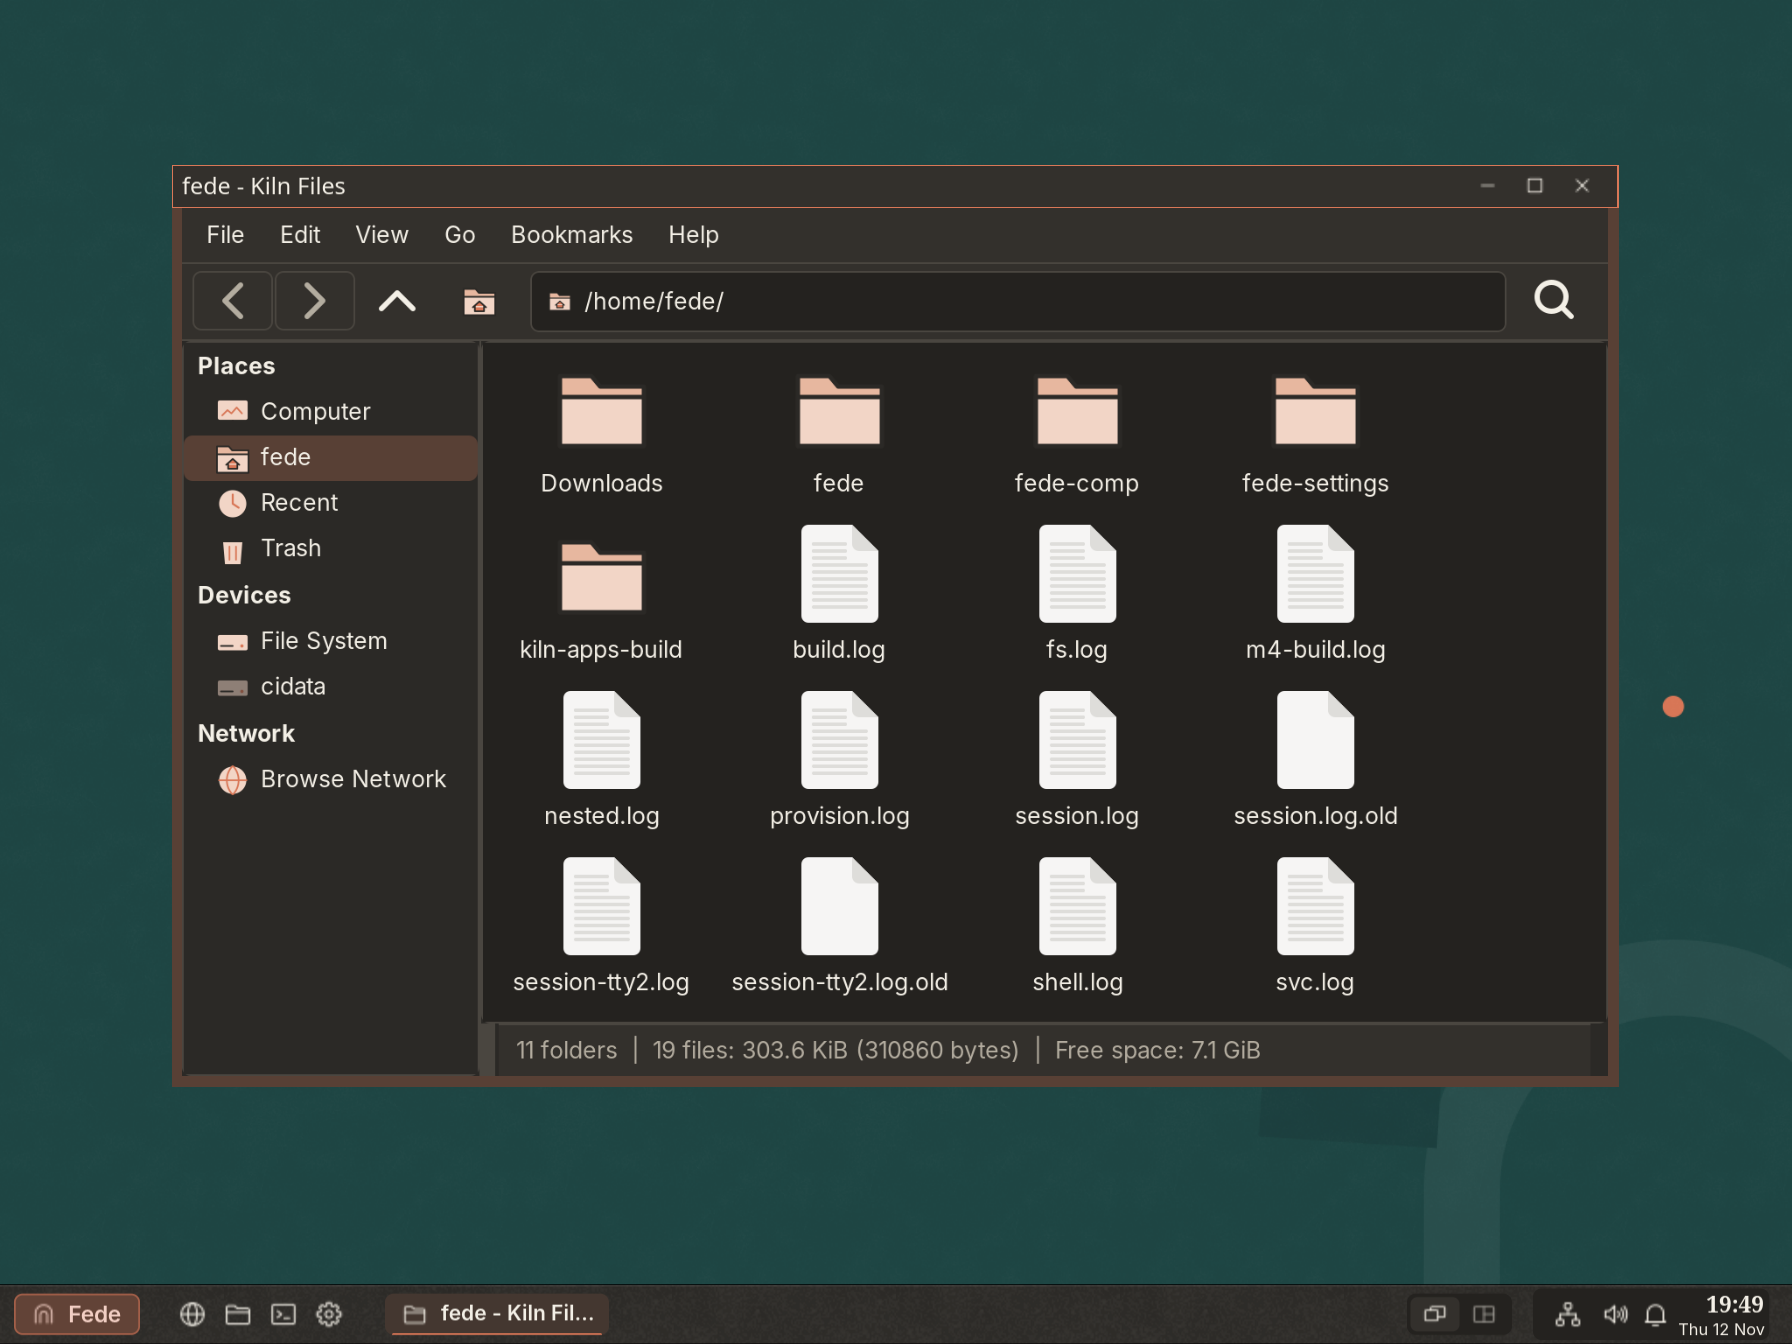 fede - Kiln Files
File Edit View Go Bookmarks Help
/home/fede/
Places
Computer
fede
Recent
Trash
Devices
File System
cidata
Network
Browse Network
Downloads fede fede-comp fede-settings
kiln-apps-build build.log fs.log m4-build.log
nested.log provision.log session.log session.log.old
session-tty2.log session-tty2.log.old shell.log svc.log
11 folders | 19 files: 303.6 KiB (310860 bytes) | Free space: 7.1 GiB
Fede fede - Kiln Fil... 19:49
Thu 12 Nov